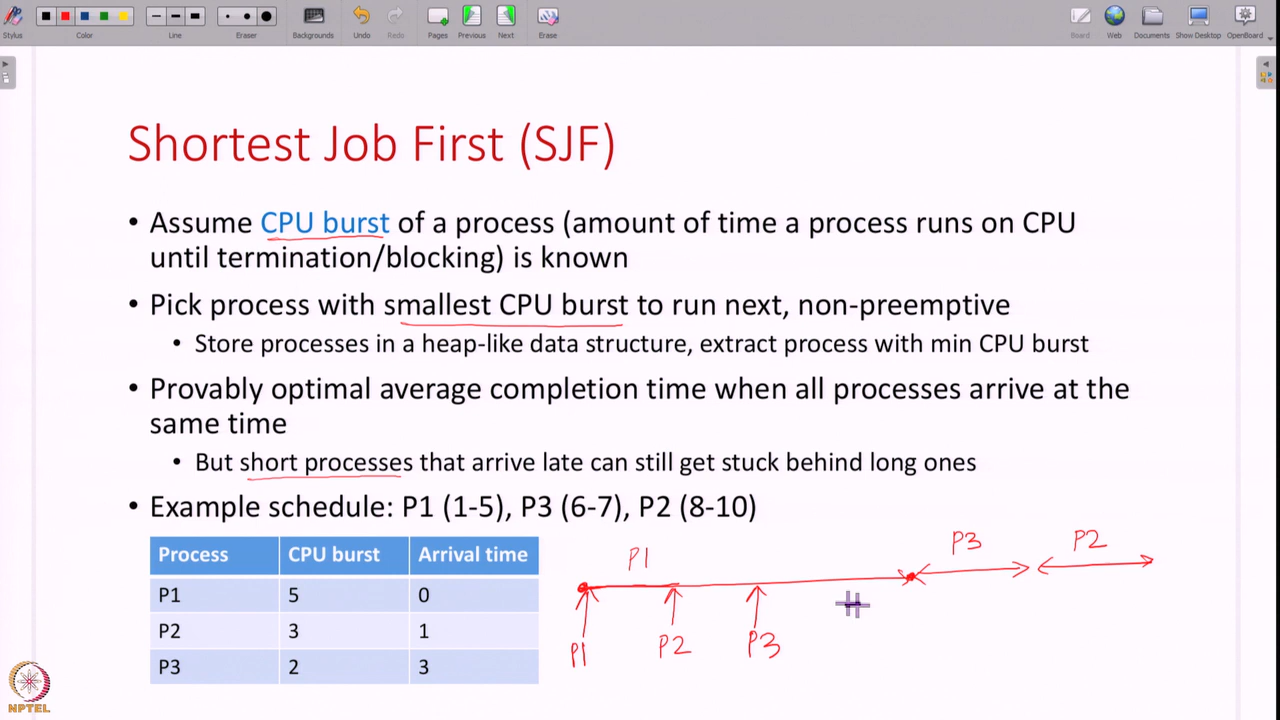 Stylus
Color
Line
Eraser
Backgrounds
Undo
Redo
Pages
Previous
Next
Erase
Board
Web
Documents
Show Desktop
OpenBoard
Shortest Job First (SJF)
• Assume CPU burst of a process (amount of time a process runs on CPU
until termination/blocking) is known
• Pick process with smallest CPU burst to run next, non-preemptive
• Store processes in a heap-like data structure, extract process with min CPU burst
• Provably optimal average completion time when all processes arrive at the
same time
• But short processes that arrive late can still get stuck behind long ones
• Example schedule: P1 (1-5), P3 (6-7), P2 (8-10)
Process CPU burst Arrival time
P1 5 0
P2 3 1
P3 2 3
P1 P3 P2
P1 P2 P3
NPTEL